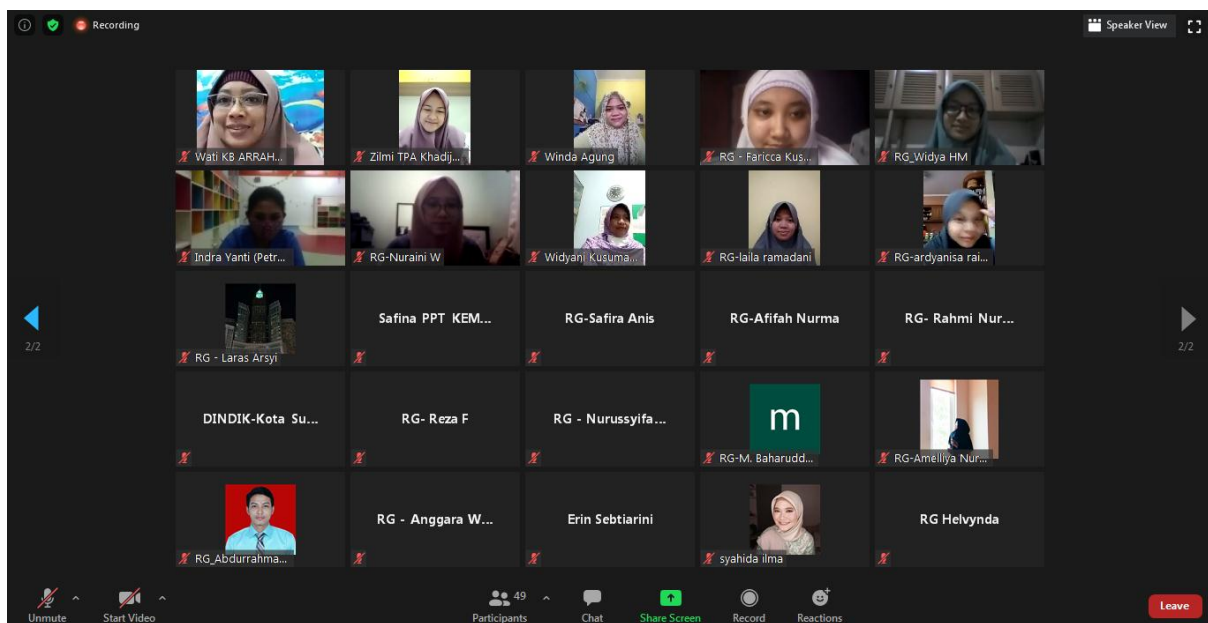 Recording
Speaker View
Wati KB ARRAH...
Zilmi TPA Khadij...
Winda Agung
RG - Faricca Kus...
RG_Widya HM
Indra Yanti (Petr...
RG-Nuraini W
Widyani Kusuma...
RG-laila ramadani
RG-ardyanisa rai...
RG - Laras Arsyi
Safina PPT KEM...
RG-Safira Anis
RG-Afifah Nurma
RG- Rahmi Nur...
2/2
2/2
DINDIK-Kota Su...
RG- Reza F
RG - Nurussyifa...
m
RG-M. Baharudd...
RG-Amelliya Nur...
RG_Abdurrahma...
RG - Anggara W...
Erin Sebtiarini
syahida ilma
RG Helvynda
Unmute
Start Video
49
Participants
Chat
Share Screen
Record
Reactions
Leave